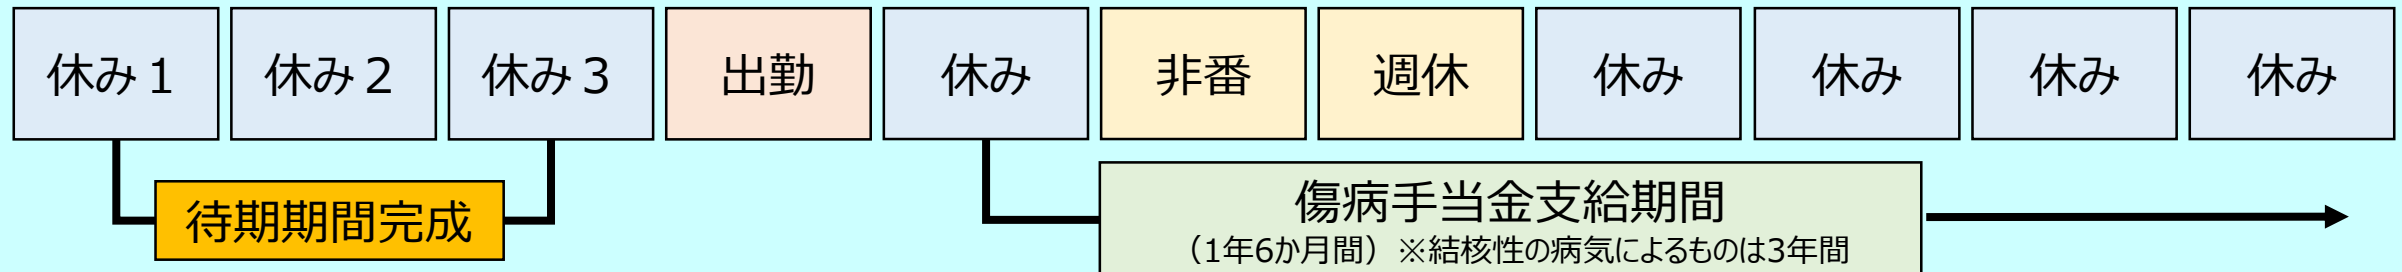 休み１
休み２
休み３
出勤
休み
非番
週休
休み
休み
休み
休み
待期期間完成
傷病手当金支給期間
（1年6か月間）※結核性の病気によるものは3年間